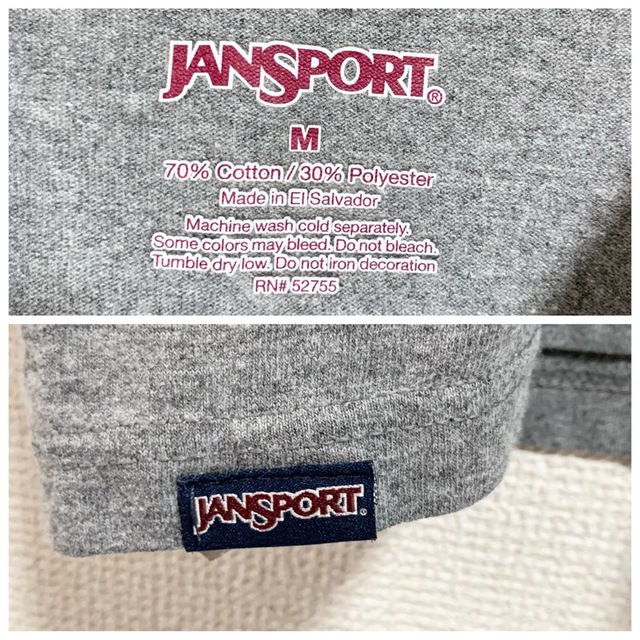 JANSPORT®
M
70% Cotton / 30% Polyester
Made in El Salvador
Machine wash cold separately.
Some colors may bleed. Do not bleach.
Tumble dry low. Do not iron decoration
RN# 52755
JANSPORT®